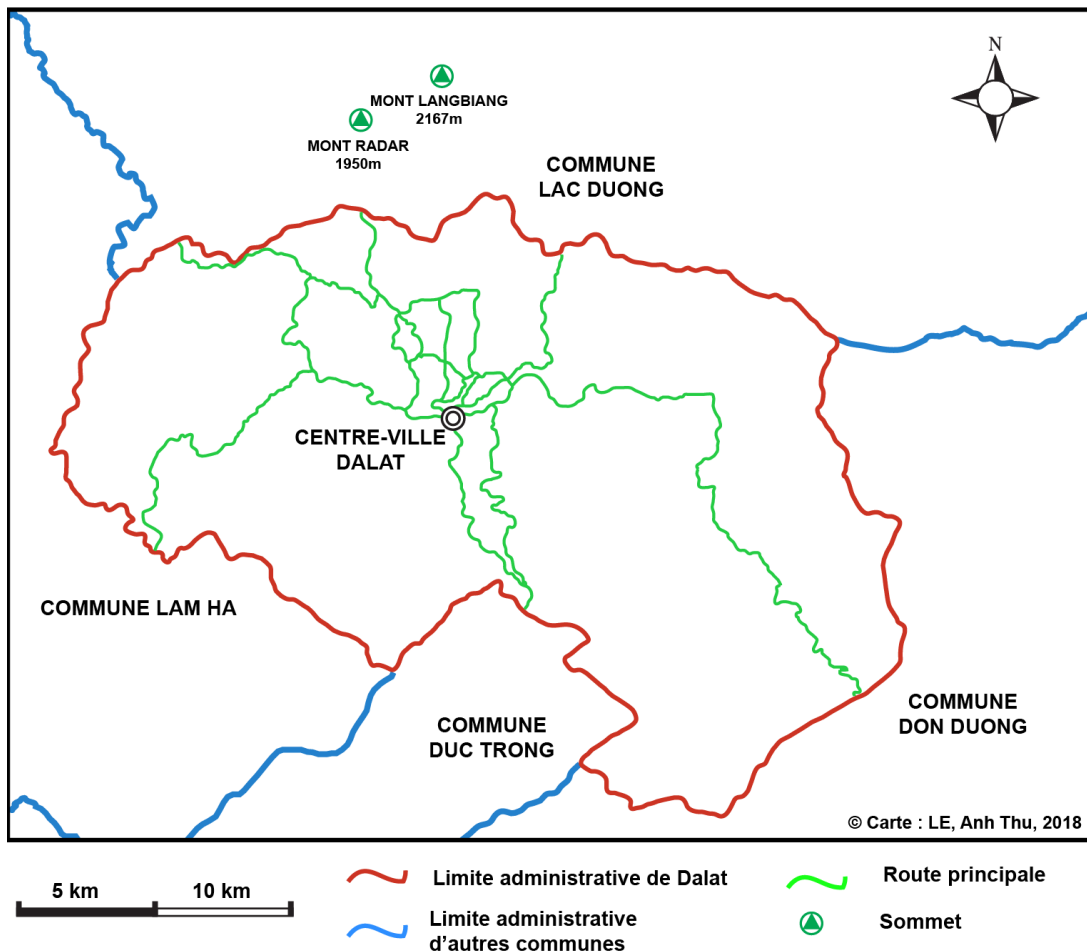 N
MONT LANGBIANG
2167m
MONT RADAR
1950m
COMMUNE
LAC DUONG
CENTRE-VILLE
DALAT
COMMUNE LAM HA
COMMUNE
DUC TRONG
COMMUNE
DON DUONG
© Carte : LE, Anh Thu, 2018
5 km
10 km
Limite administrative de Dalat
Limite administrative
d'autres communes
Route principale
Sommet